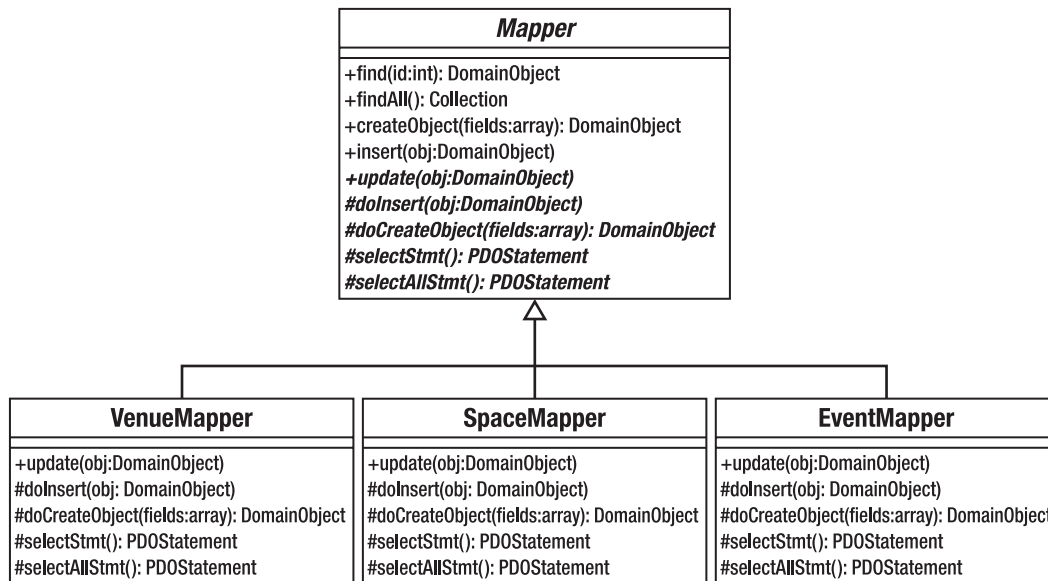 Mapper
+find(id:int): DomainObject
+findAll(): Collection
+createObject(fields:array): DomainObject
+insert(obj:DomainObject)
+update(obj:DomainObject)
#doInsert(obj:DomainObject)
#doCreateObject(fields:array): DomainObject
#selectStmt(): PDOStatement
#selectAllStmt(): PDOStatement
VenueMapper
+update(obj:DomainObject)
#doInsert(obj: DomainObject)
#doCreateObject(fields:array): DomainObject
#selectStmt(): PDOStatement
#selectAllStmt(): PDOStatement
SpaceMapper
+update(obj:DomainObject)
#doInsert(obj: DomainObject)
#doCreateObject(fields:array): DomainObject
#selectStmt(): PDOStatement
#selectAllStmt(): PDOStatement
EventMapper
+update(obj:DomainObject)
#doInsert(obj: DomainObject)
#doCreateObject(fields:array): DomainObject
#selectStmt(): PDOStatement
#selectAllStmt(): PDOStatement